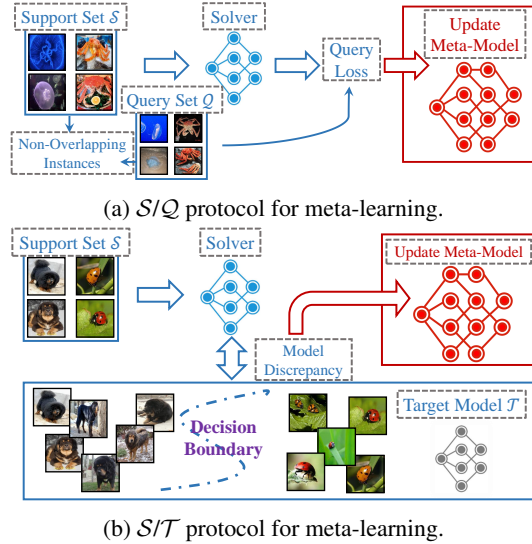 Support Set 𝒮
Solver
Query
Loss
Update
Meta-Model
Query Set 𝒬
Non-Overlapping
Instances
(a) 𝒮/𝒬 protocol for meta-learning.
Support Set 𝒮
Solver
Update Meta-Model
Model
Discrepancy
Decision
Boundary
Target Model 𝒯
(b) 𝒮/𝒯 protocol for meta-learning.